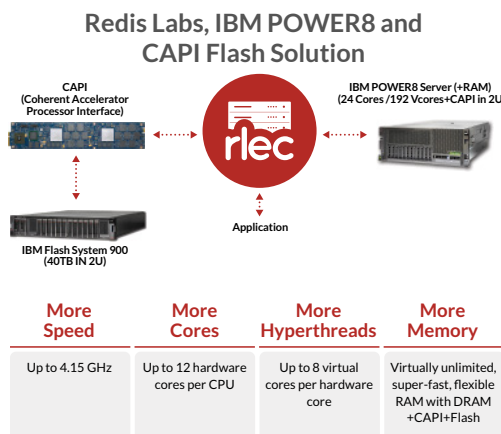 Redis Labs, IBM POWER8 and
CAPI Flash Solution
CAPI
(Coherent Accelerator
Processor Interface)
rlec
IBM POWER8 Server (+RAM)
(24 Cores /192 Vcores+CAPI in 2U
Application
IBM Flash System 900
(40TB IN 2U)
More
Speed
Up to 4.15 GHz
More
Cores
Up to 12 hardware
cores per CPU
More
Hyperthreads
Up to 8 virtual
cores per hardware
core
More
Memory
Virtually unlimited,
super-fast, flexible
RAM with DRAM
+CAPI+Flash